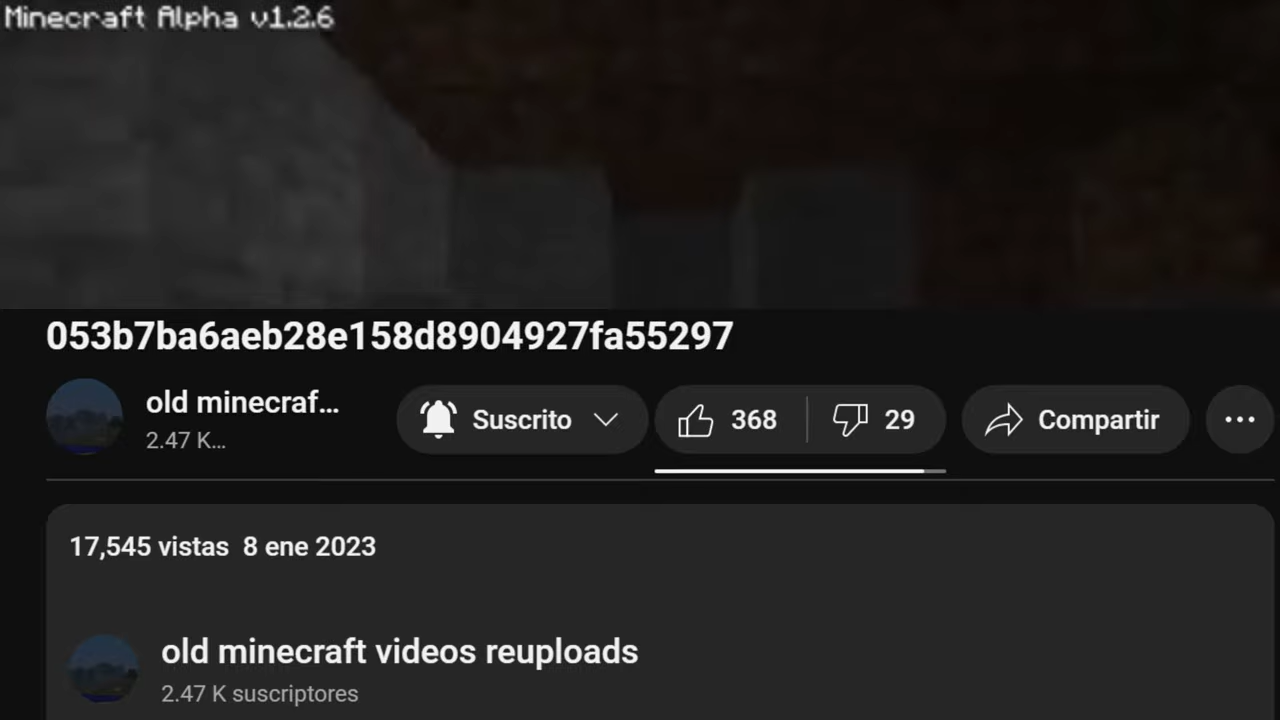 Minecraft Alpha v1.2.6
053b7ba6aeb28e158d8904927fa55297
old minecraf...
2.47 K...
Suscrito
368
29
Compartir
17,545 vistas 8 ene 2023
old minecraft videos reuploads
2.47 K suscriptores